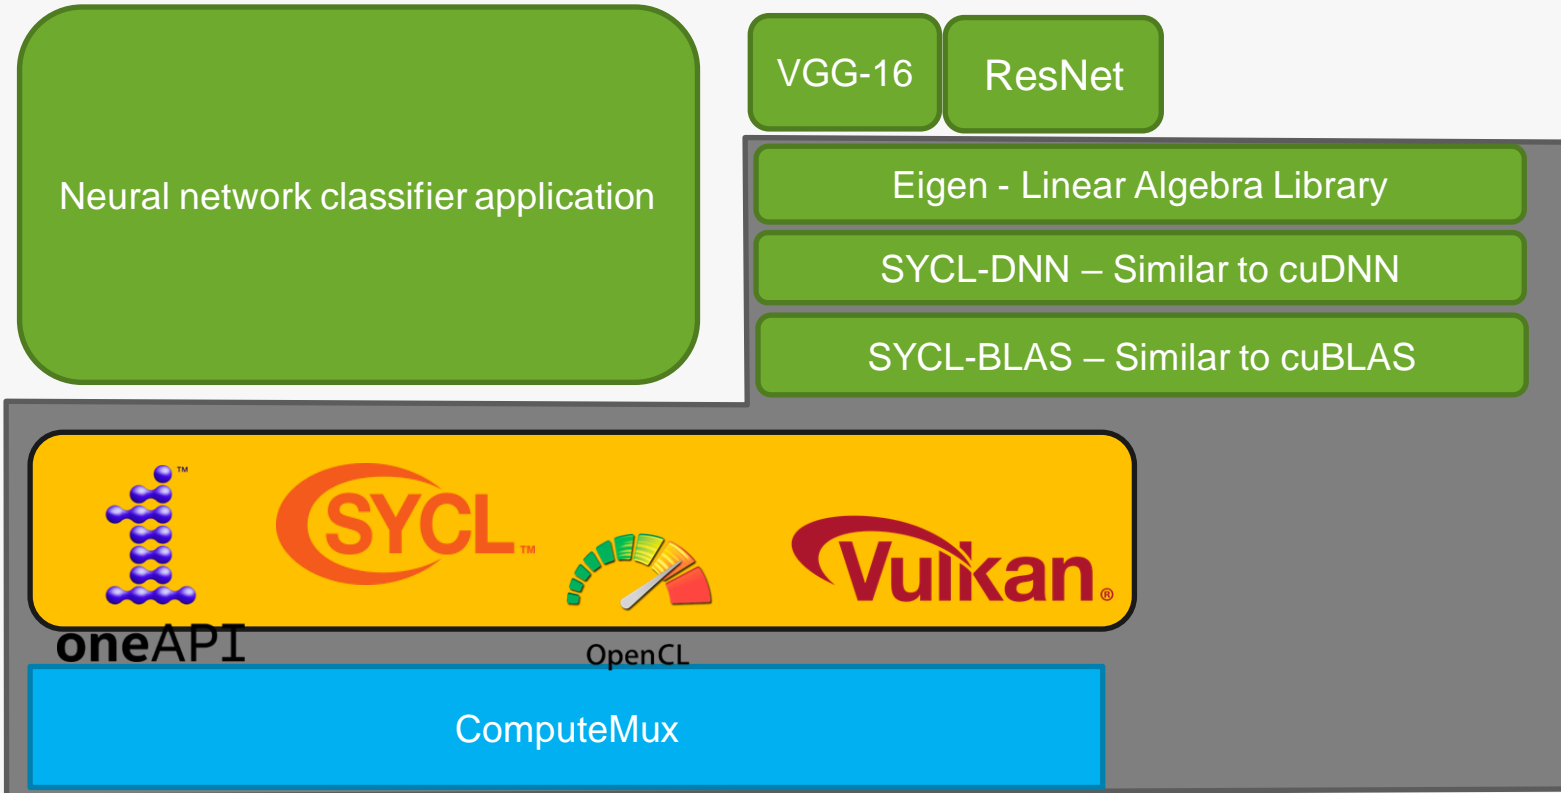 Neural network classifier application
VGG-16
ResNet
Eigen - Linear Algebra Library
SYCL-DNN – Similar to cuDNN
SYCL-BLAS – Similar to cuBLAS
™
oneAPI
SYCL™
OpenCL
Vulkan®
ComputeMux